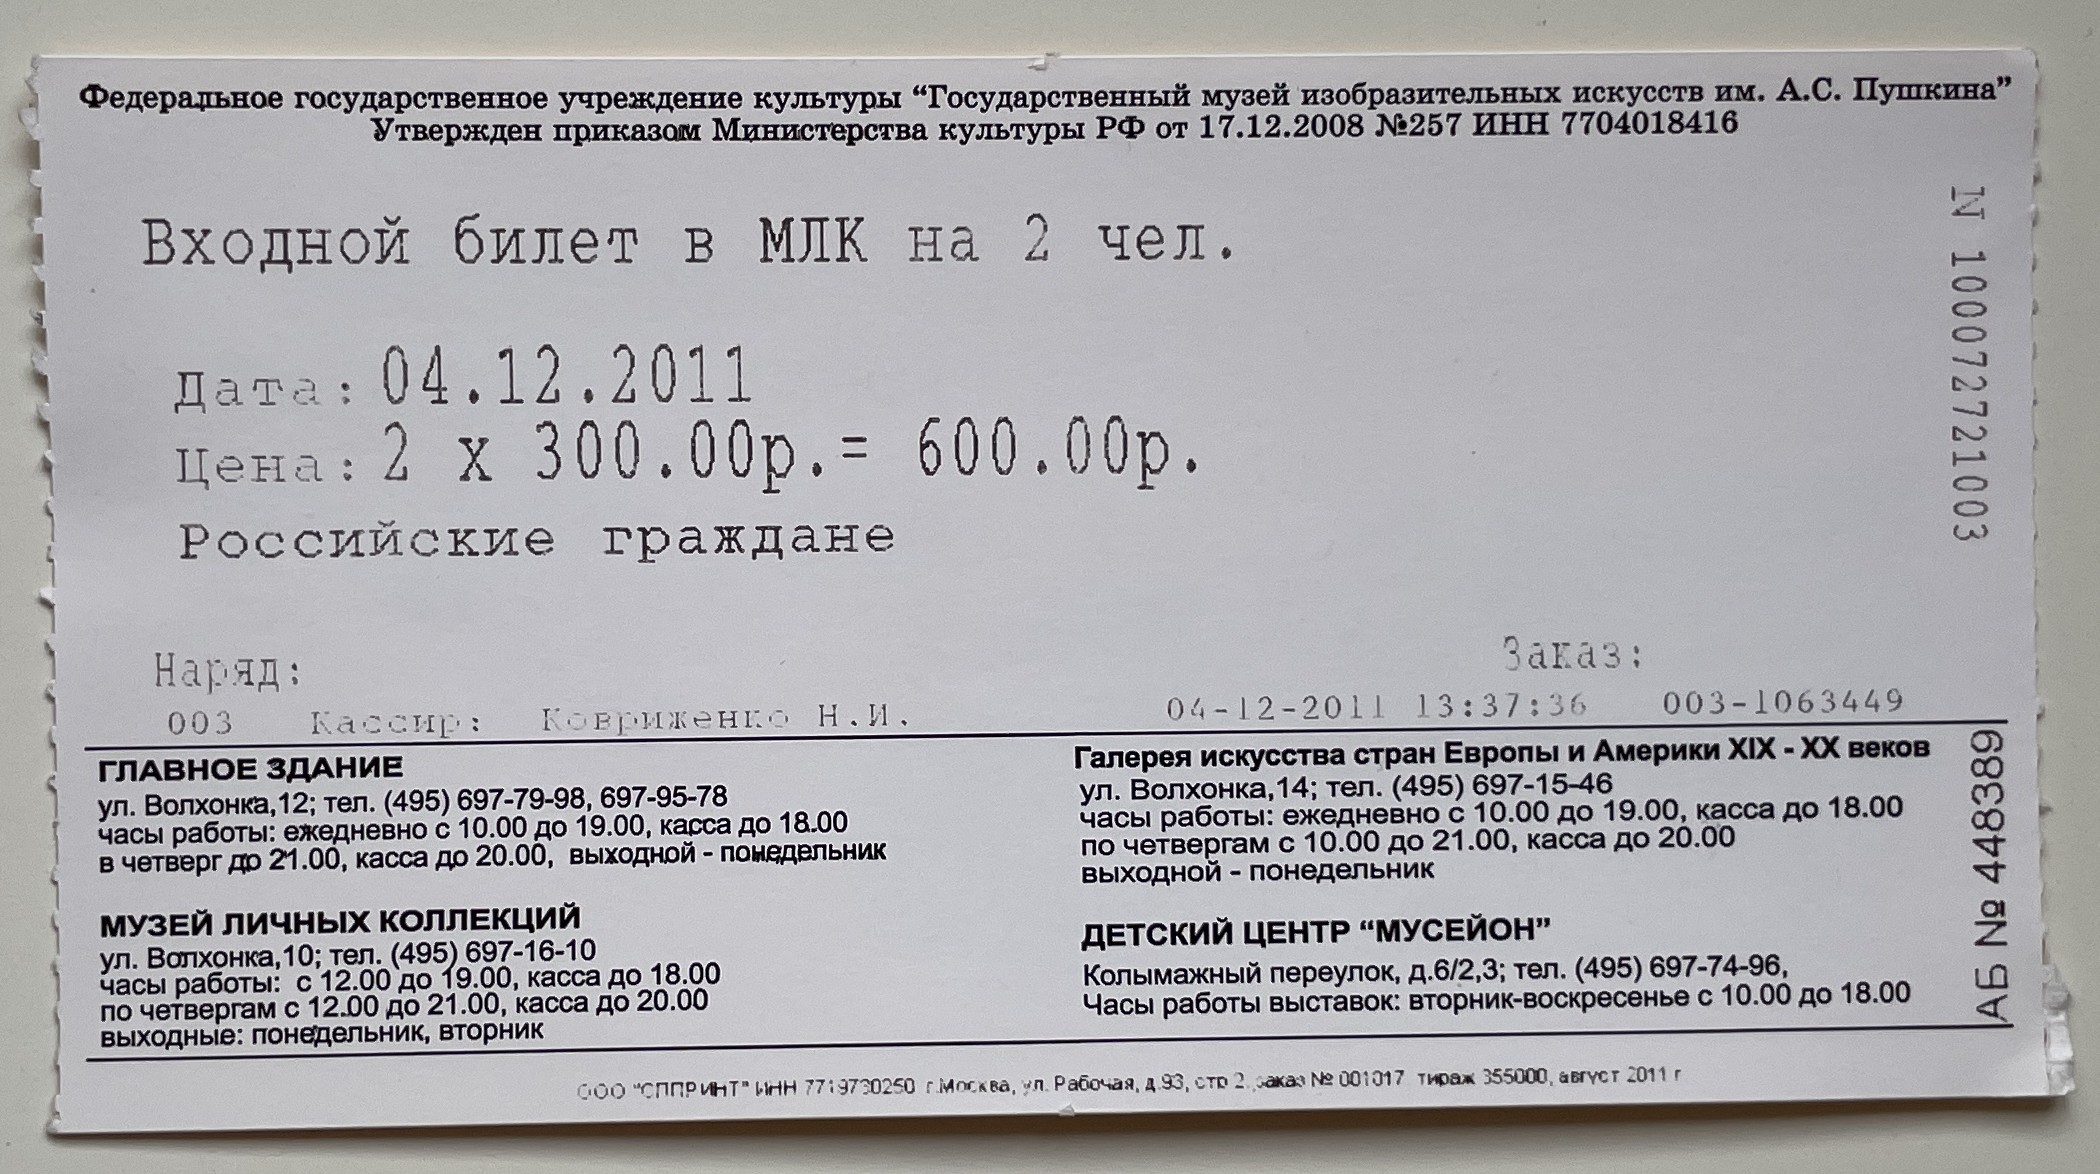 Федеральное государственное учреждение культуры “Государственный музей изобразительных искусств им. А.С. Пушкина”
Утвержден приказом Министерства культуры РФ от 17.12.2008 №257 ИНН 7704018416
Входной билет в МЛК на 2 чел.
Дата: 04.12.2011
Цена: 2 х 300.00р.= 600.00р.
Российские граждане
N 10007272721003
Наряд:
Заказ:
003 Кассир: Ковриженко Н.И. 04-12-2011 13:37:36 003-1063449
ГЛАВНОЕ ЗДАНИЕ
ул. Волхонка,12; тел. (495) 697-79-98, 697-95-78
часы работы: ежедневно с 10.00 до 19.00, касса до 18.00
в четверг до 21.00, касса до 20.00, выходной - понедельник
МУЗЕЙ ЛИЧНЫХ КОЛЛЕКЦИЙ
ул. Волхонка,10; тел. (495) 697-16-10
часы работы: с 12.00 до 19.00, касса до 18.00
по четвергам с 12.00 до 21.00, касса до 20.00
выходные: понедельник, вторник
Галерея искусства стран Европы и Америки XIX - XX веков
ул. Волхонка,14; тел. (495) 697-15-46
часы работы: ежедневно с 10.00 до 19.00, касса до 18.00
по четвергам с 10.00 до 21.00, касса до 20.00
выходной - понедельник
ДЕТСКИЙ ЦЕНТР “МУСЕЙОН”
Колымажный переулок, д.6/2,3; тел. (495) 697-74-96,
Часы работы выставок: вторник-воскресенье с 10.00 до 18.00
АБ № 448389
ООО "СППРИНТ" ИНН 7719730250 г.Москва, ул. Рабочая, д.93, стр 2. заказ № 001017 тираж 355000, август 2011 г